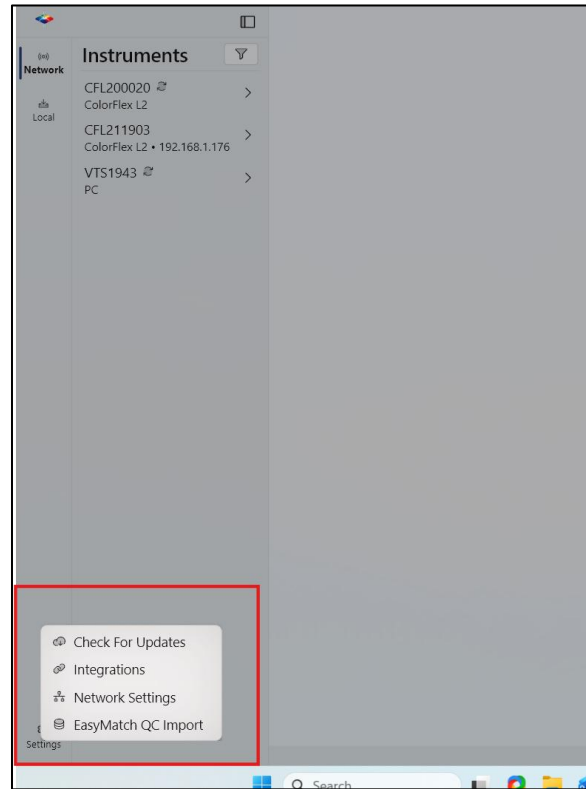 Instruments
Network
CFL200020
ColorFlex L2
Local
CFL211903
ColorFlex L2 • 192.168.1.176
VTS1943
PC
Check For Updates
Integrations
Network Settings
EasyMatch QC Import
Settings
Search